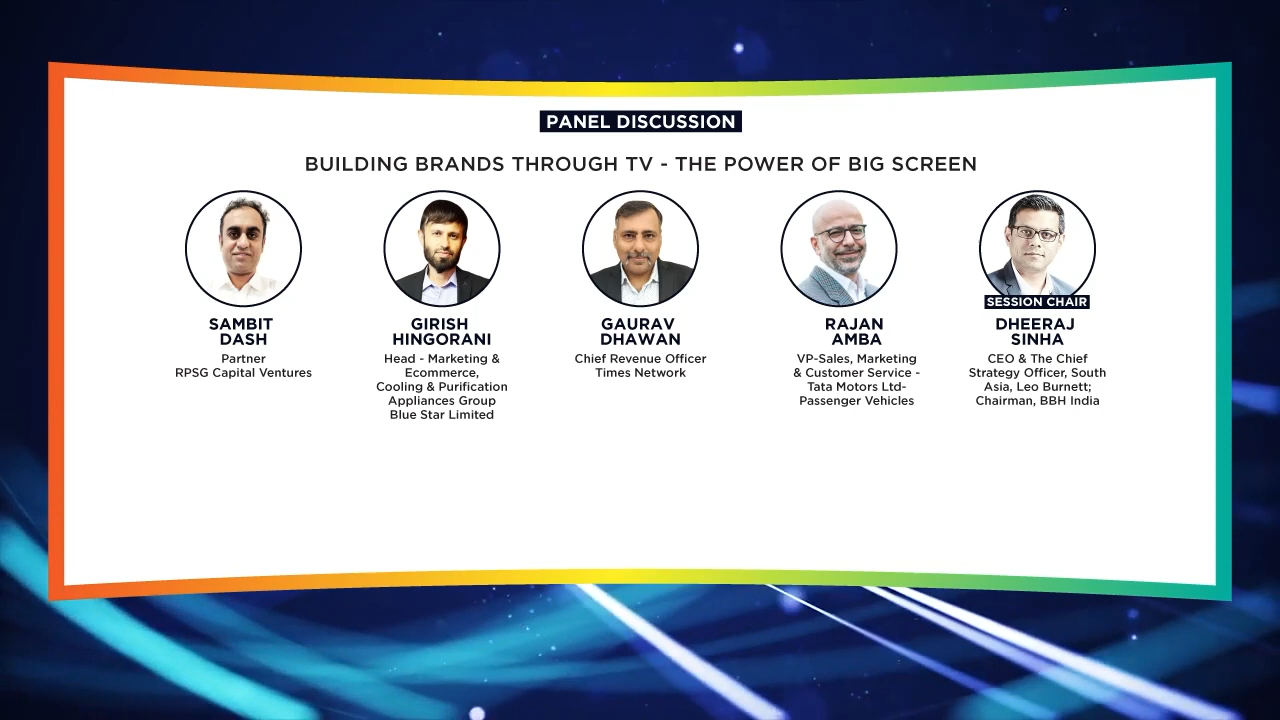 PANEL DISCUSSION
BUILDING BRANDS THROUGH TV - THE POWER OF BIG SCREEN
SAMBIT
DASH
Partner
RPSG Capital Ventures
GIRISH
HINGORANI
Head - Marketing &
Ecommerce,
Cooling & Purification
Appliances Group
Blue Star Limited
GAURAV
DHAWAN
Chief Revenue Officer
Times Network
RAJAN
AMBA
VP-Sales, Marketing
& Customer Service -
Tata Motors Ltd-
Passenger Vehicles
SESSION CHAIR
DHEERAJ
SINHA
CEO & The Chief
Strategy Officer, South
Asia, Leo Burnett;
Chairman, BBH India